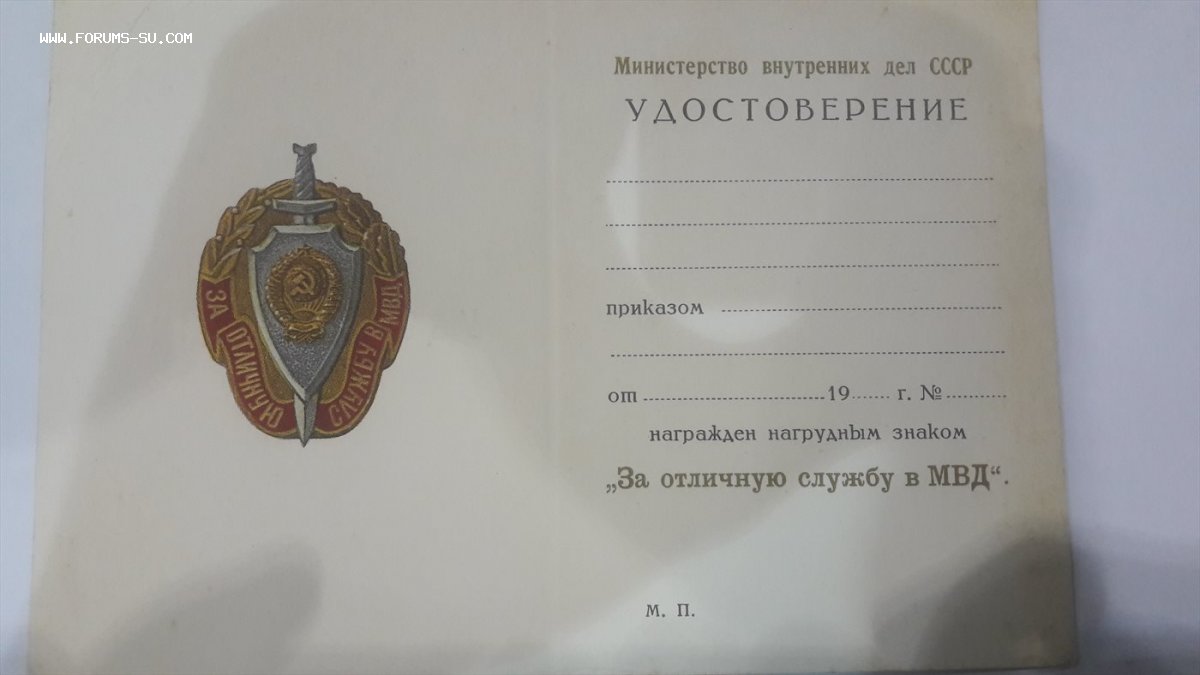 WWW.FORUMS-SU.COM
ЗА ОТЛИЧНУЮ СЛУЖБУ В МВД
Министерство внутренних дел СССР
УДОСТОВЕРЕНИЕ
приказом
от 19 г. №
награжден нагрудным знаком
„За отличную службу в МВД“.
М. П.